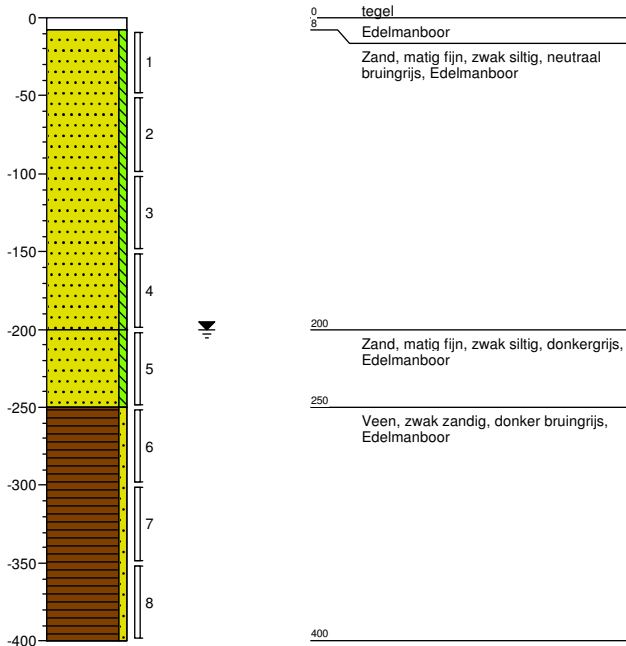 0
-50
-100
-150
-200
-250
-300
-350
-400
1
2
3
4
5
6
7
8
0
tegel
8
Edelmanboor
Zand, matig fijn, zwak siltig, neutraal
bruingrijs, Edelmanboor
200
Zand, matig fijn, zwak siltig, donkergrijs,
Edelmanboor
250
Veen, zwak zandig, donker bruingrijs,
Edelmanboor
400